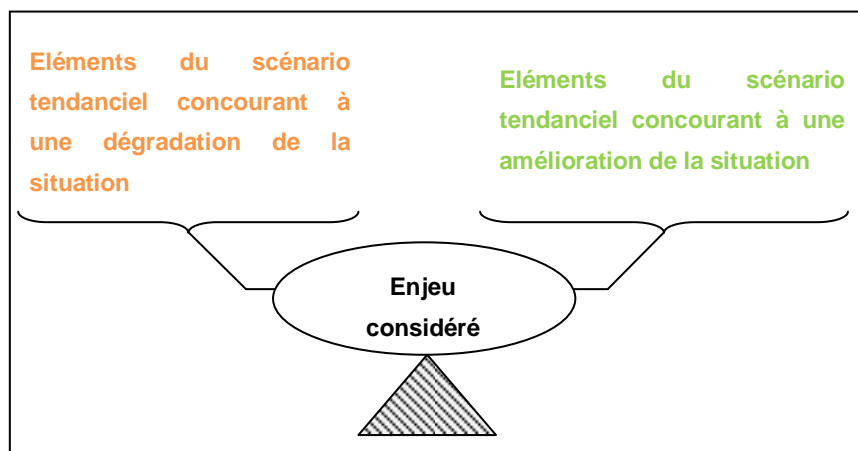 Eléments du scénario
tendanciel concourant à
une dégradation de la
situation
Eléments du scénario
tendanciel concourant à une
amélioration de la situation
Enjeu
considéré